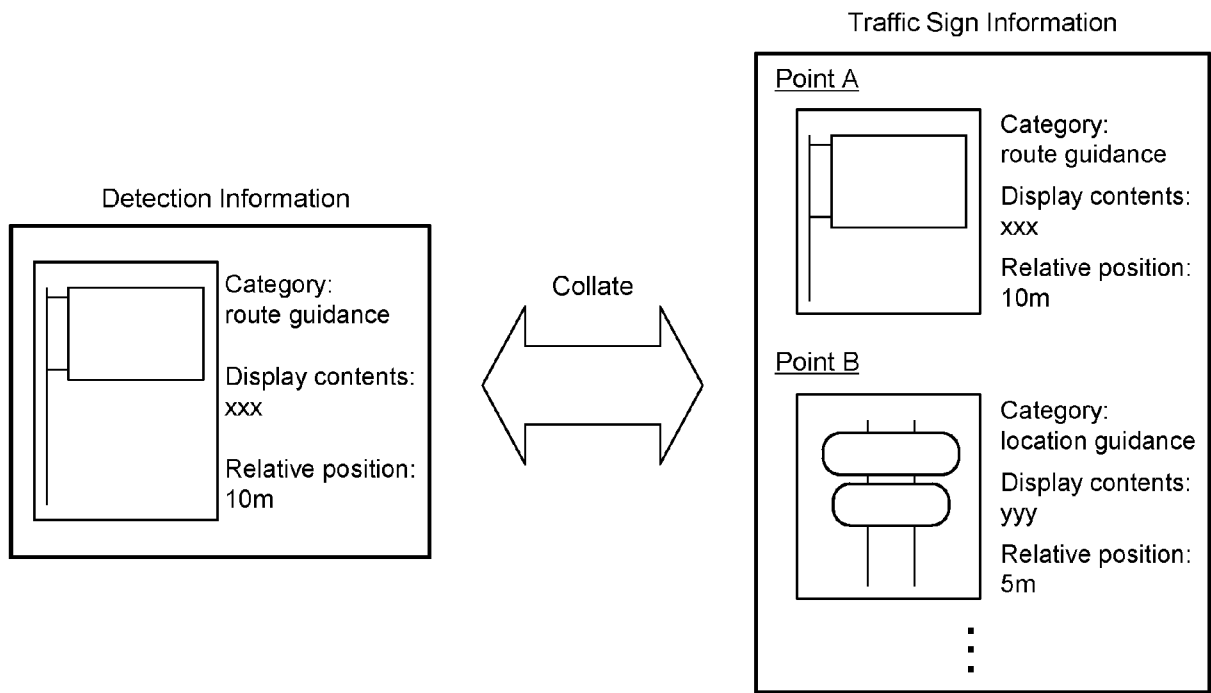 Traffic Sign Information
Point A
Category:
route guidance
Display contents:
xxx
Relative position:
10m
Detection Information
Category:
route guidance
Display contents:
xxx
Relative position:
10m
Collate
Point B
Category:
location guidance
Display contents:
yyy
Relative position:
5m